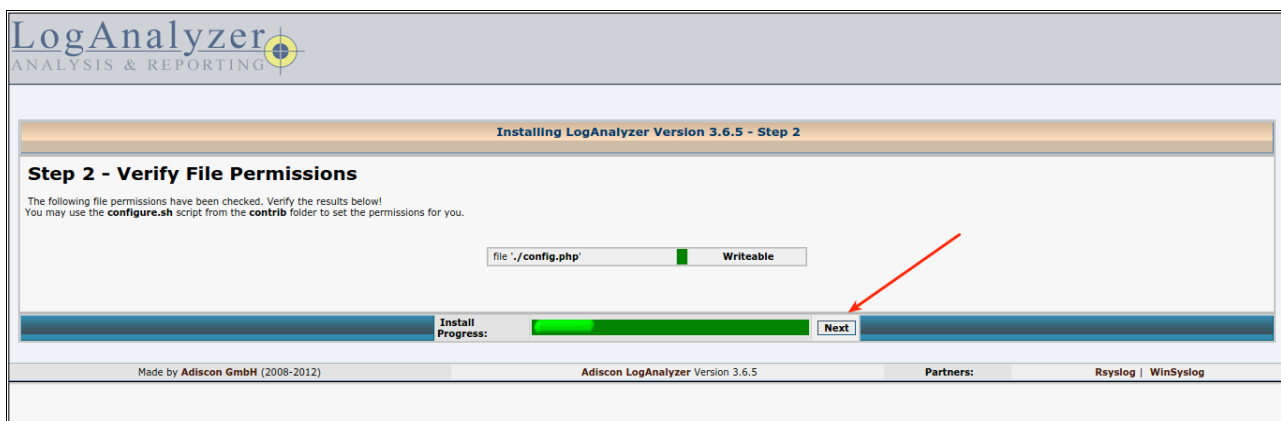 LogAnalyzer
ANALYSIS & REPORTING
Installing LogAnalyzer Version 3.6.5 - Step 2
Step 2 - Verify File Permissions
The following file permissions have been checked. Verify the results below!
You may use the configure.sh script from the contrib folder to set the permissions for you.
file './config.php' Writeable
Install
Progress:
Next
Made by Adiscon GmbH (2008-2012) Adiscon LogAnalyzer Version 3.6.5 Partners: Rsyslog | WinSyslog